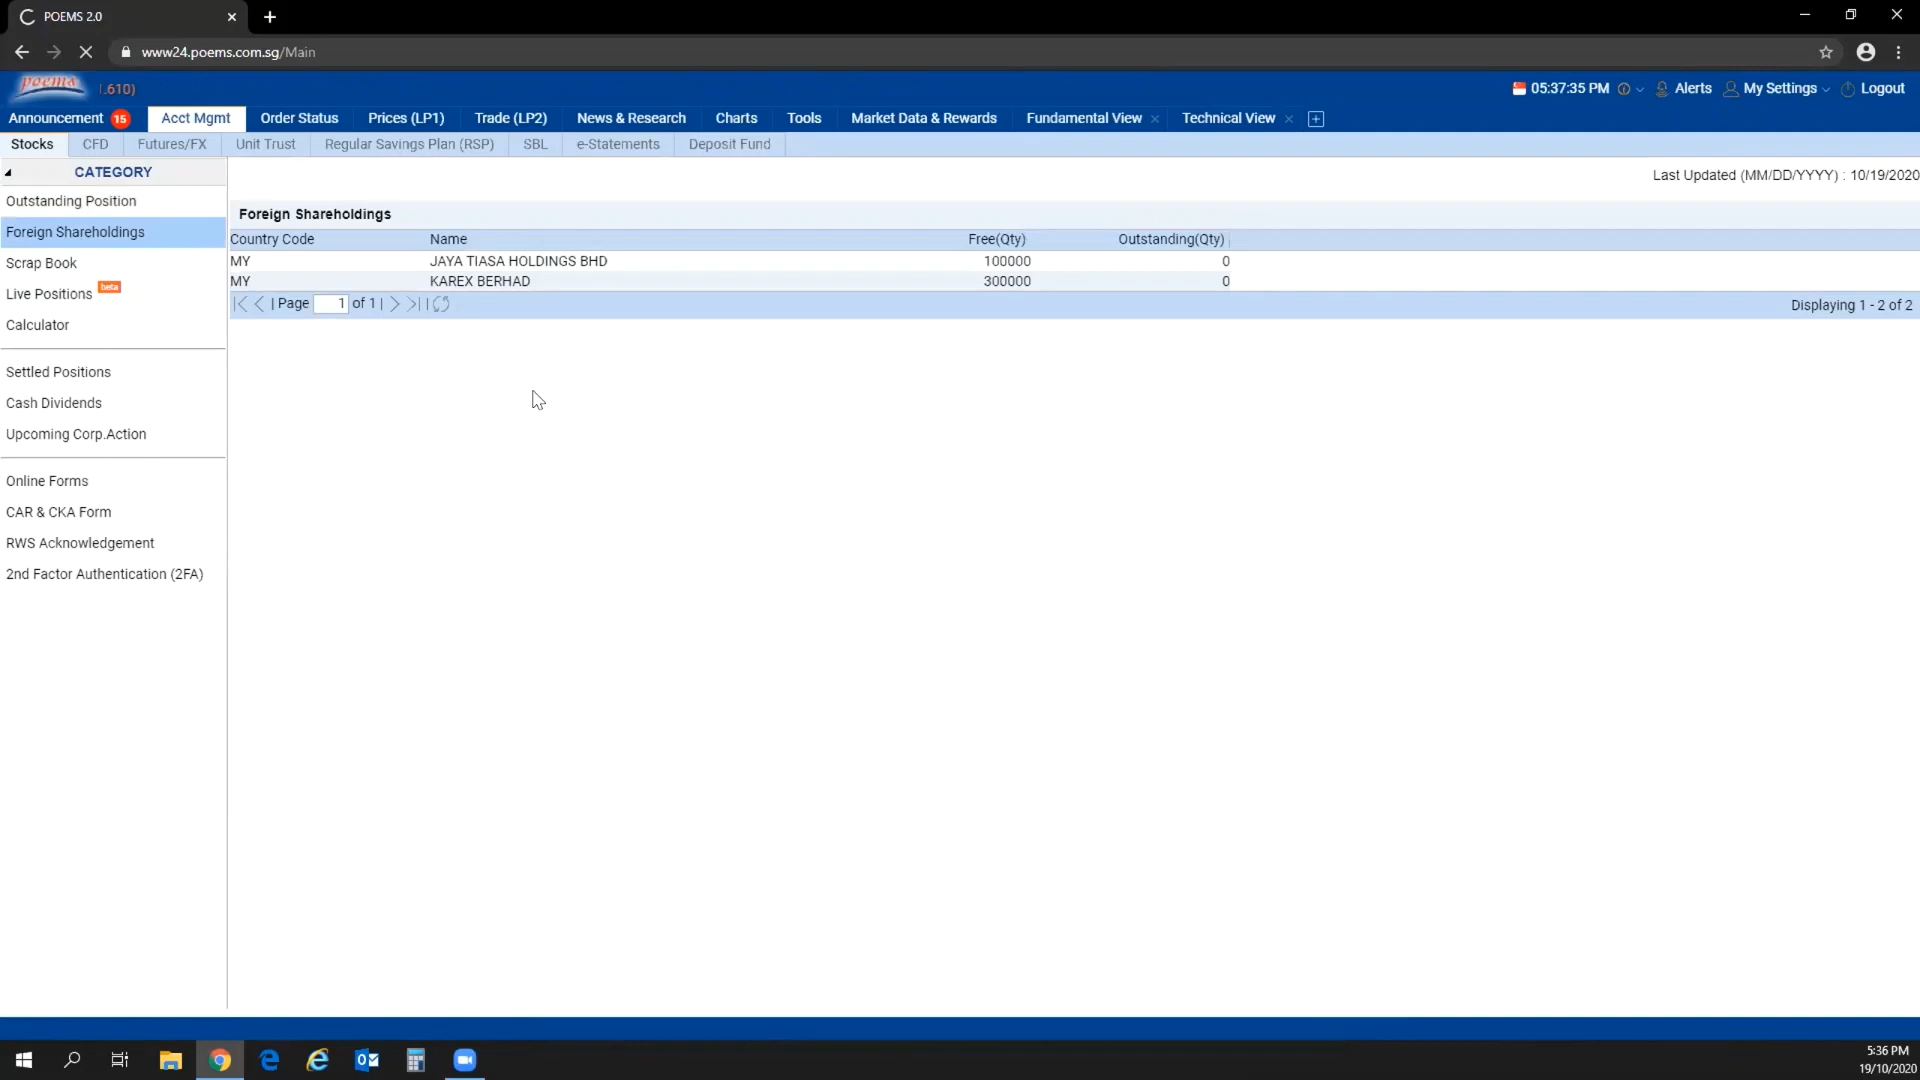 POEMS 2.0
www24.poems.com.sg/Main
poems .610) 05:37:35 PM Alerts My Settings Logout
Announcement 15 Acct Mgmt Order Status Prices (LP1) Trade (LP2) News & Research Charts Tools Market Data & Rewards Fundamental View Technical View
Stocks CFD Futures/FX Unit Trust Regular Savings Plan (RSP) SBL e-Statements Deposit Fund
CATEGORY
Last Updated (MM/DD/YYYY) : 10/19/2020
Outstanding Position
Foreign Shareholdings
Scrap Book
Live Positions beta
Calculator
Settled Positions
Cash Dividends
Upcoming Corp.Action
Online Forms
CAR & CKA Form
RWS Acknowledgement
2nd Factor Authentication (2FA)
Foreign Shareholdings
Country Code Name Free(Qty) Outstanding(Qty)
MY JAYA TIASA HOLDINGS BHD 100000 0
MY KAREX BERHAD 300000 0
| Page 1 of 1 | Displaying 1 - 2 of 2
5:36 PM
19/10/2020